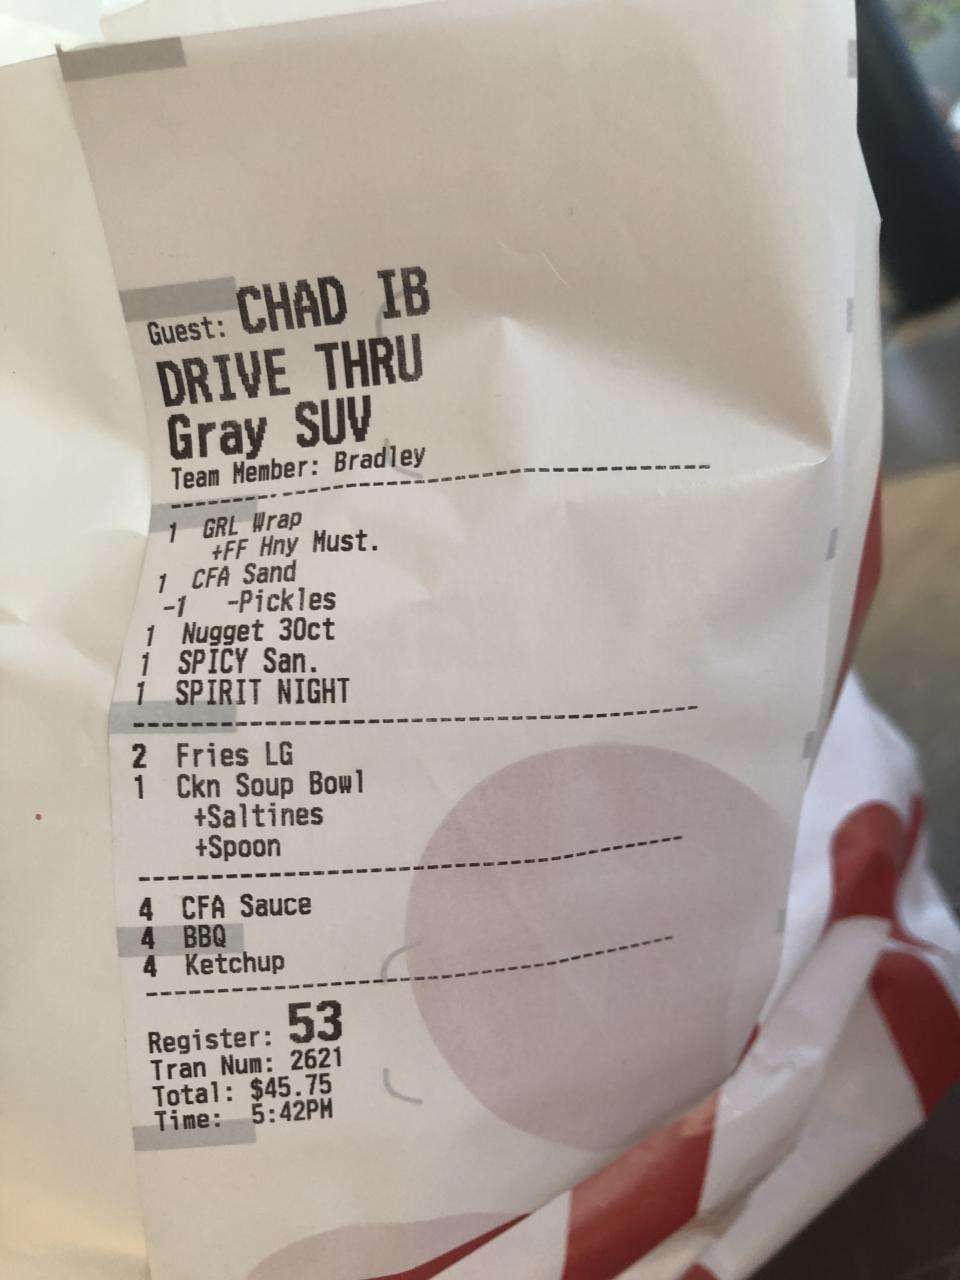 Guest: CHAD IB
DRIVE THRU
Gray SUV
Team Member: Bradley
1 GRL Wrap
+FF Hny Must.
1 CFA Sand
-1 -Pickles
1 Nugget 30ct
1 SPICY San.
1 SPIRIT NIGHT
2 Fries LG
1 Ckn Soup Bowl
+Saltines
+Spoon
4 CFA Sauce
4 BBQ
4 Ketchup
Register: 53
Tran Num: 2621
Total: $45.75
Time: 5:42PM